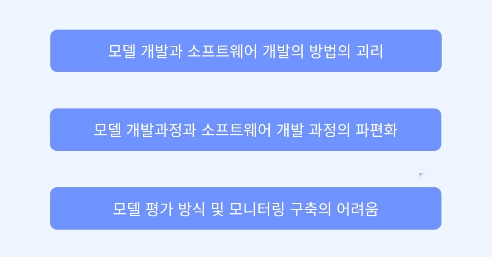 모델 개발과 소프트웨어 개발의 방법의 괴리
모델 개발과정과 소프트웨어 개발 과정의 파편화
모델 평가 방식 및 모니터링 구축의 어려움